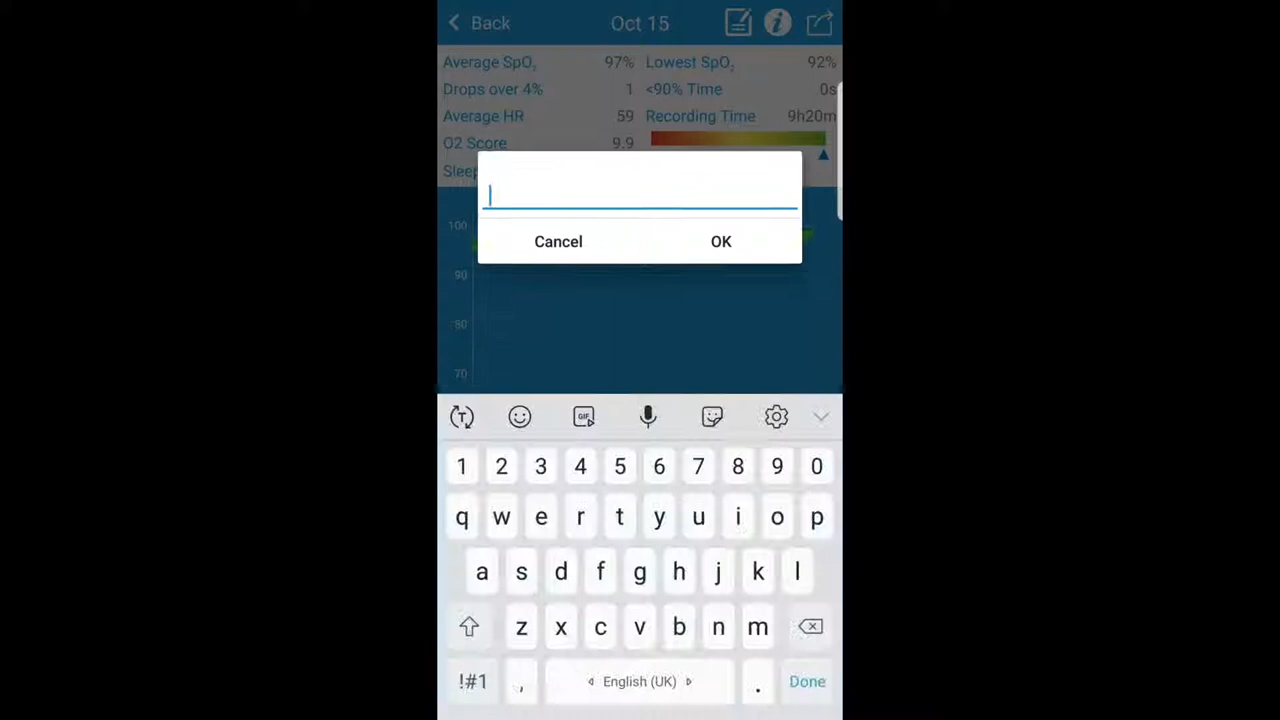 Back Oct 15
Average SpO₂ 97% Lowest SpO₂ 92%
Drops over 4% 1 <90% Time 0s
Average HR 59 Recording Time 9h20m
O2 Score 9.9
Cancel OK
100
90
80
70
GIF
1 2 3 4 5 6 7 8 9 0
q w e r t y u i o p
a s d f g h j k l
z x c v b n m
!#1 , English (UK) . Done